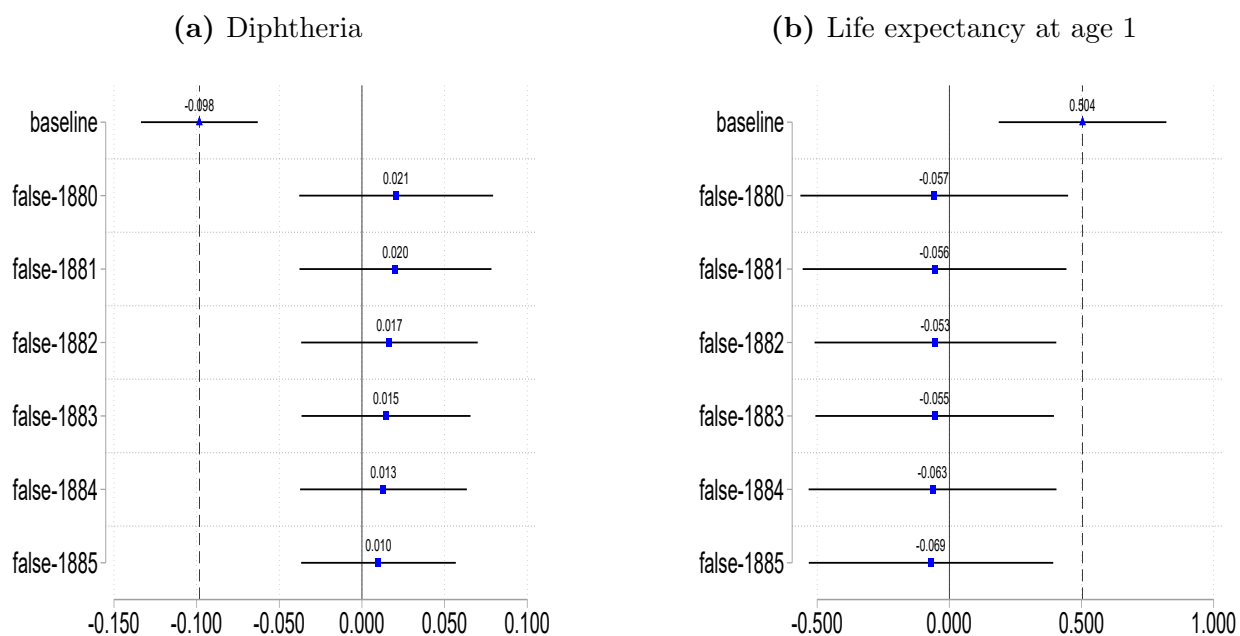 (a) Diphtheria
baseline
-0.098
false-1880
0.021
false-1881
0.020
false-1882
0.017
false-1883
0.015
false-1884
0.013
false-1885
0.010
-0.150 -0.100 -0.050 0.000 0.050 0.100
(b) Life expectancy at age 1
baseline
0.504
false-1880
-0.057
false-1881
-0.056
false-1882
-0.053
false-1883
-0.055
false-1884
-0.063
false-1885
-0.069
-0.500 0.000 0.500 1.000